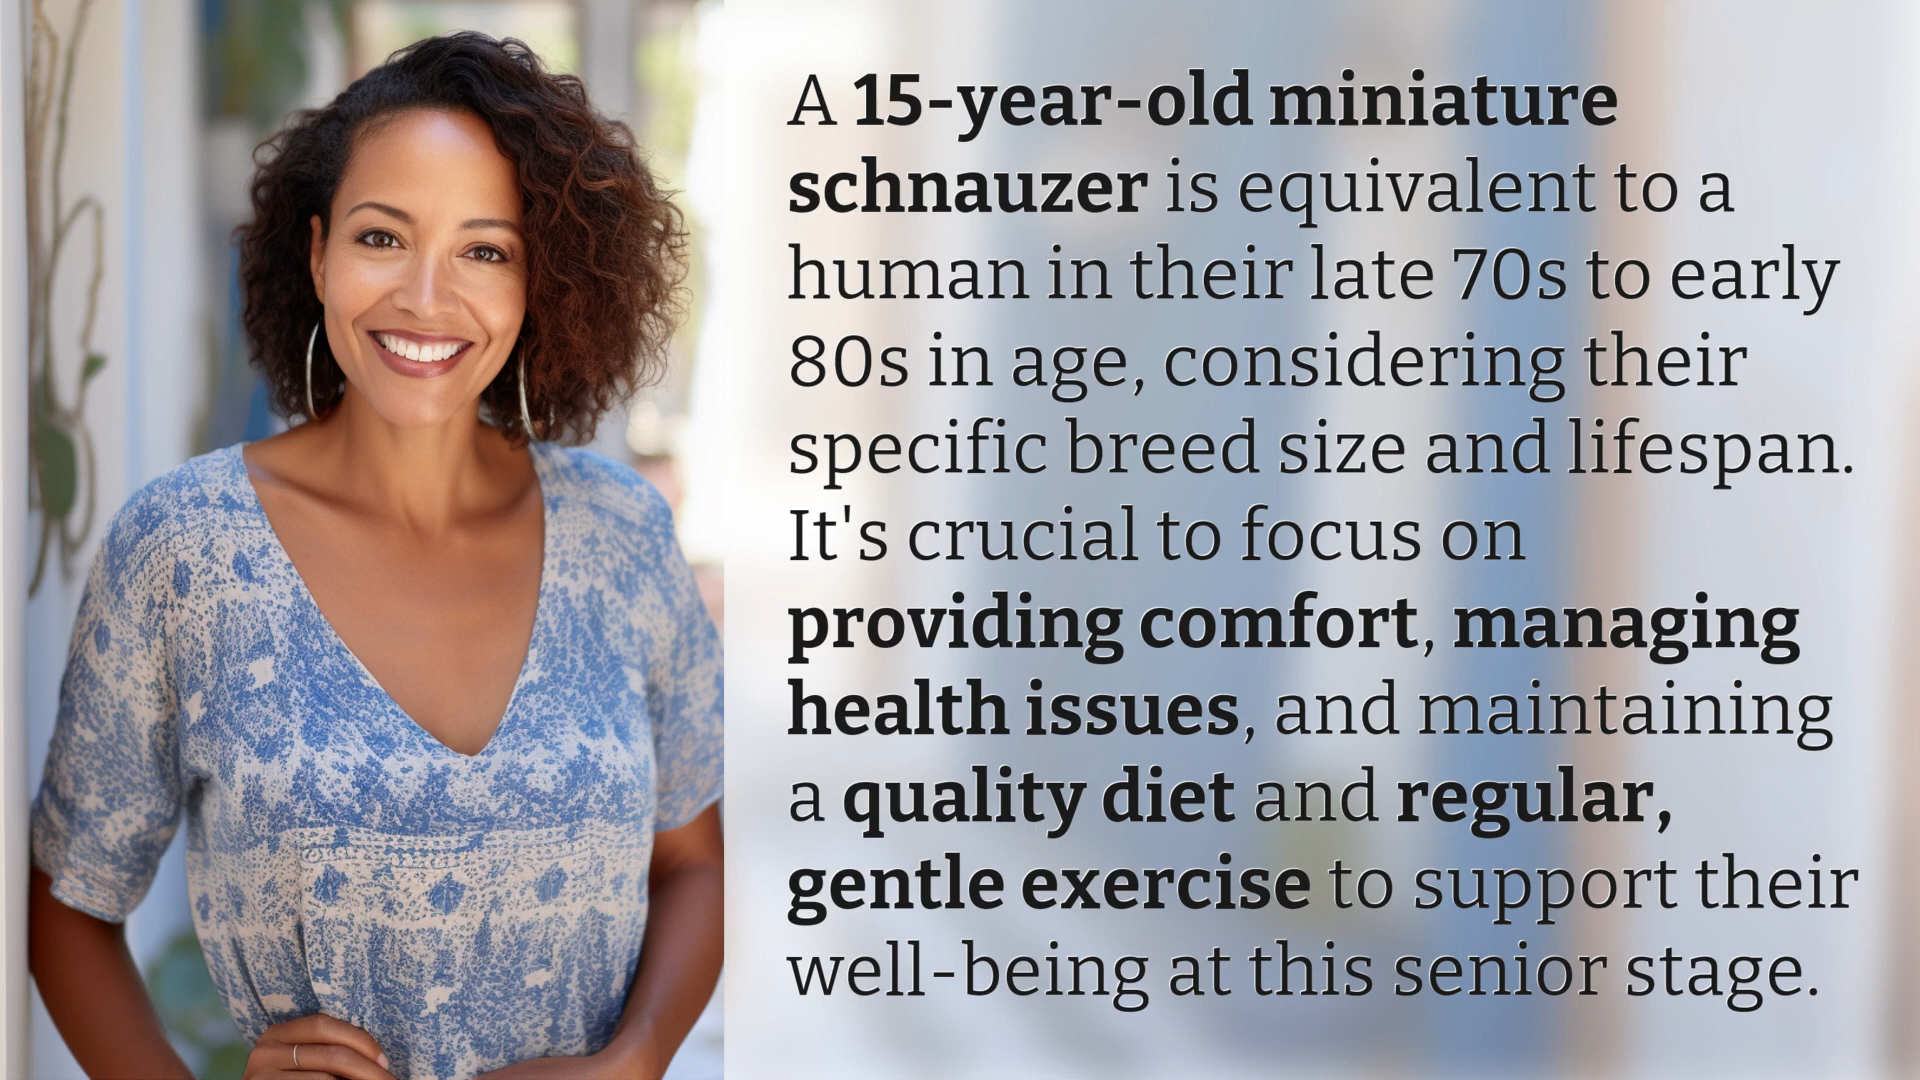 A 15-year-old miniature
schnauzer is equivalent to a
human in their late 70s to early
80s in age, considering their
specific breed size and lifespan.
It's crucial to focus on
providing comfort, managing
health issues, and maintaining
a quality diet and regular,
gentle exercise to support their
well-being at this senior stage.